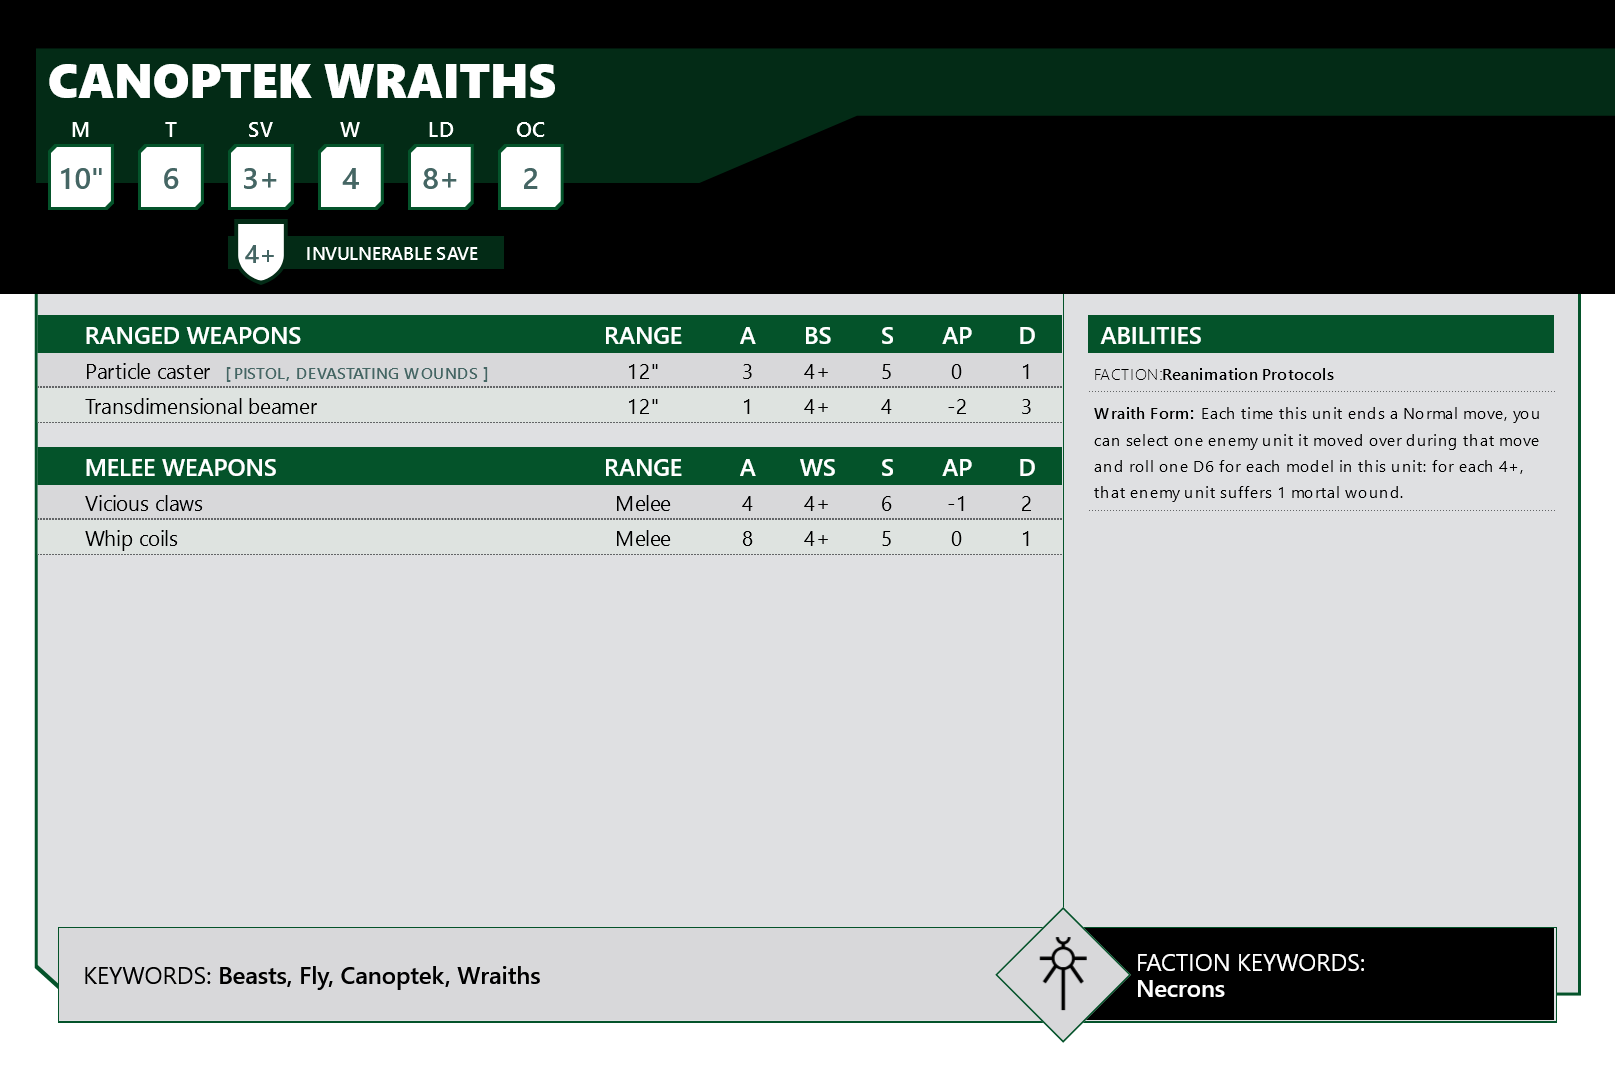 CANOPTEK WRAITHS
M T SV W LD OC
10" 6 3+ 4 8+ 2
4+ INVULNERABLE SAVE
RANGED WEAPONS RANGE A BS S AP D
Particle caster [ PISTOL, DEVASTATING WOUNDS ] 12" 3 4+ 5 0 1
Transdimensional beamer 12" 1 4+ 4 -2 3
MELEE WEAPONS RANGE A WS S AP D
Vicious claws Melee 4 4+ 6 -1 2
Whip coils Melee 8 4+ 5 0 1
ABILITIES
FACTION:Reanimation Protocols
Wraith Form: Each time this unit ends a Normal move, you
can select one enemy unit it moved over during that move
and roll one D6 for each model in this unit: for each 4+,
that enemy unit suffers 1 mortal wound.
KEYWORDS: Beasts, Fly, Canoptek, Wraiths
FACTION KEYWORDS:
Necrons